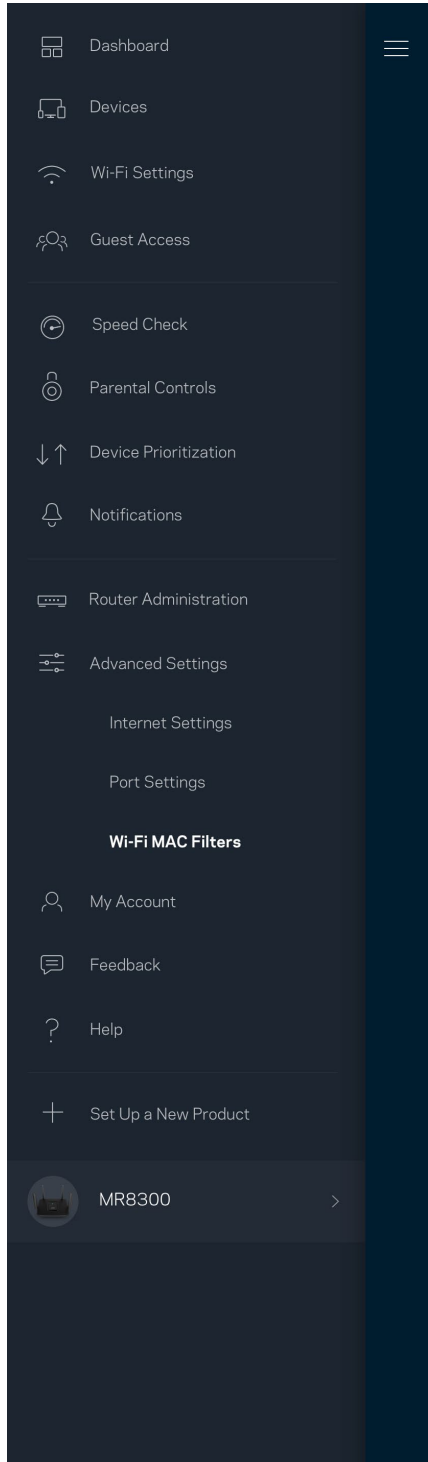 Dashboard
Devices
Wi-Fi Settings
Guest Access
Speed Check
Parental Controls
Device Prioritization
Notifications
Router Administration
Advanced Settings
Internet Settings
Port Settings
Wi-Fi MAC Filters
My Account
Feedback
Help
Set Up a New Product
MR8300